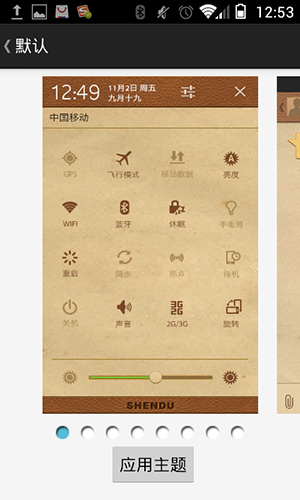 12:53
默认
12:49 11月2日 周五
九月十九
中国移动
GPS 飞行模式 移动数据 亮度
WIFI 蓝牙 休眠 手电筒
重启 同步 热点 待机
关机 声音 2G/3G 旋转
SHENDU
应用主题